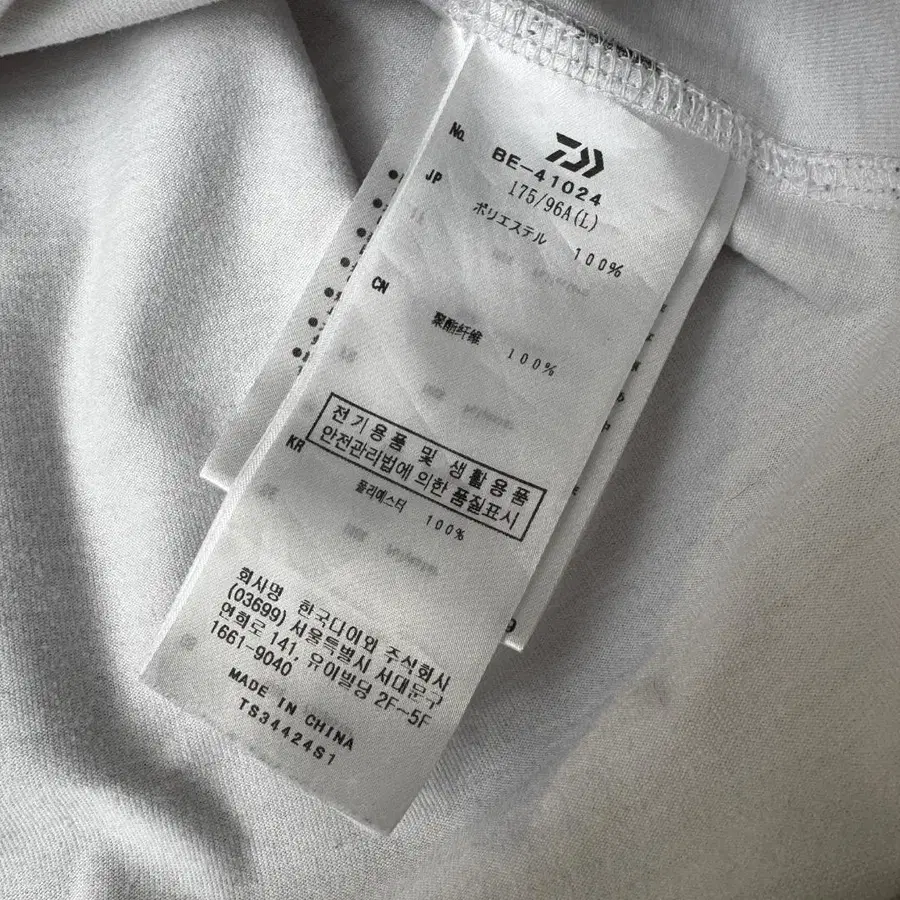 No. BE-41024
175/96A(L)
JP ポリエステル 100%
CN 聚酯纤维 100%
전기용품 및 생활용품
안전관리법에 의한 품질표시
KR 폴리에스터 100%
회사명 한국다이와 주식회사
(03699) 서울특별시 서대문구
연희로 141, 유이빌딩 2F-5F
1661-9040
MADE IN CHINA
TS34424S1